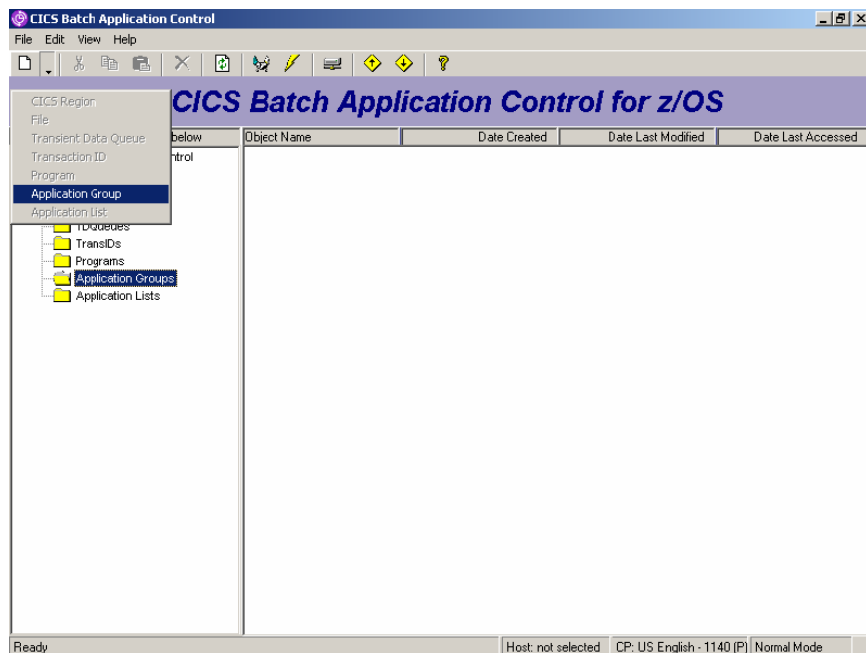 CICS Batch Application Control
File Edit View Help
CICS Batch Application Control for z/OS
CICS Region
File
Transient Data Queue
Transaction ID
Program
Application Group
Application List
below
Object Name Date Created Date Last Modified Date Last Accessed
ntrol
TDQueues
TransIDs
Programs
Application Groups
Application Lists
Ready Host: not selected CP: US English - 1140 (P) Normal Mode